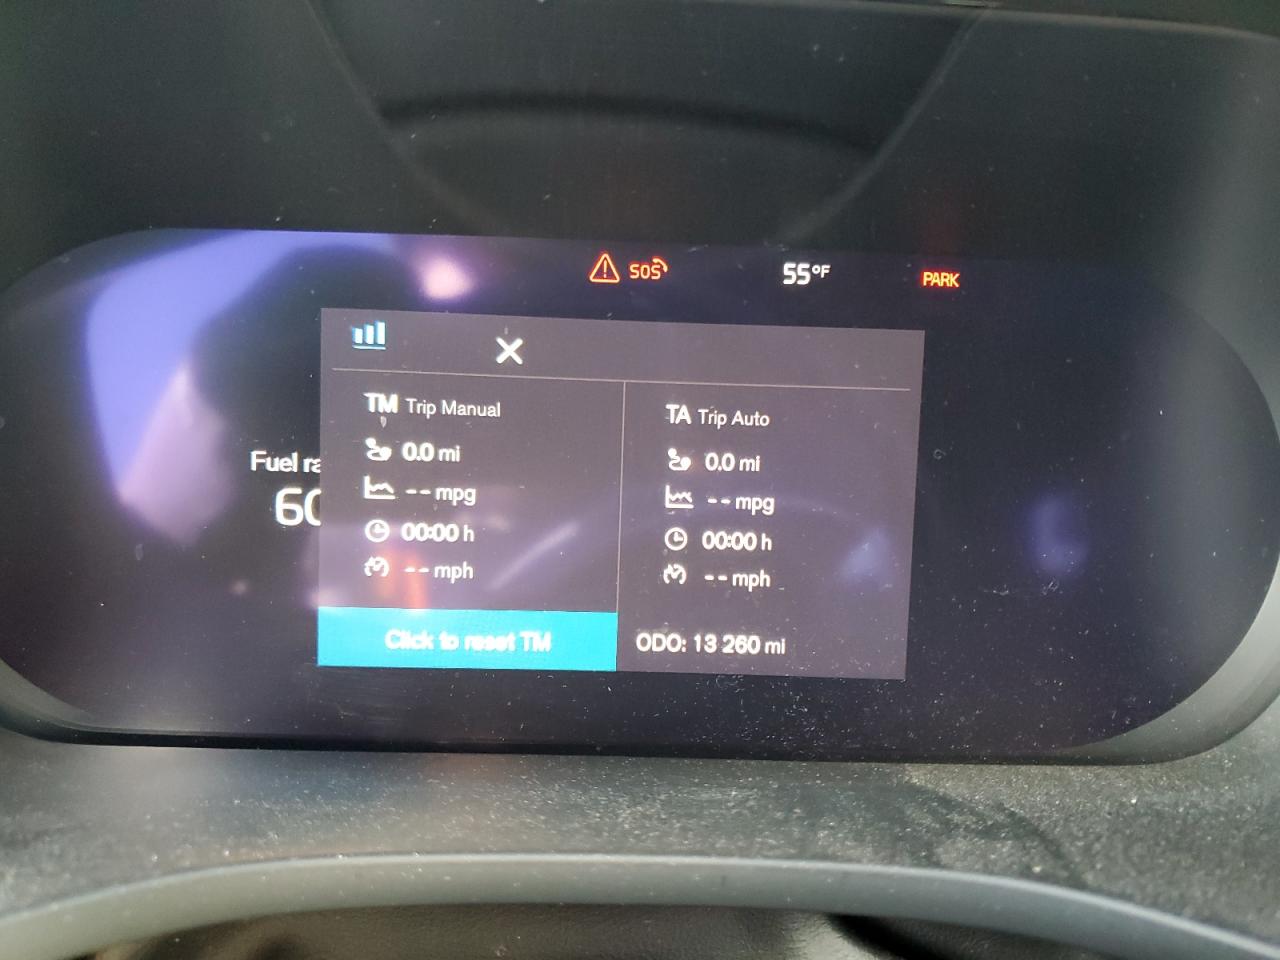 SOS
55°F
PARK
TM Trip Manual
0.0 mi
-- mpg
00:00 h
-- mph
Click to reset TM
TA Trip Auto
0.0 mi
-- mpg
00:00 h
-- mph
ODO: 13 260 mi
Fuel ra
60